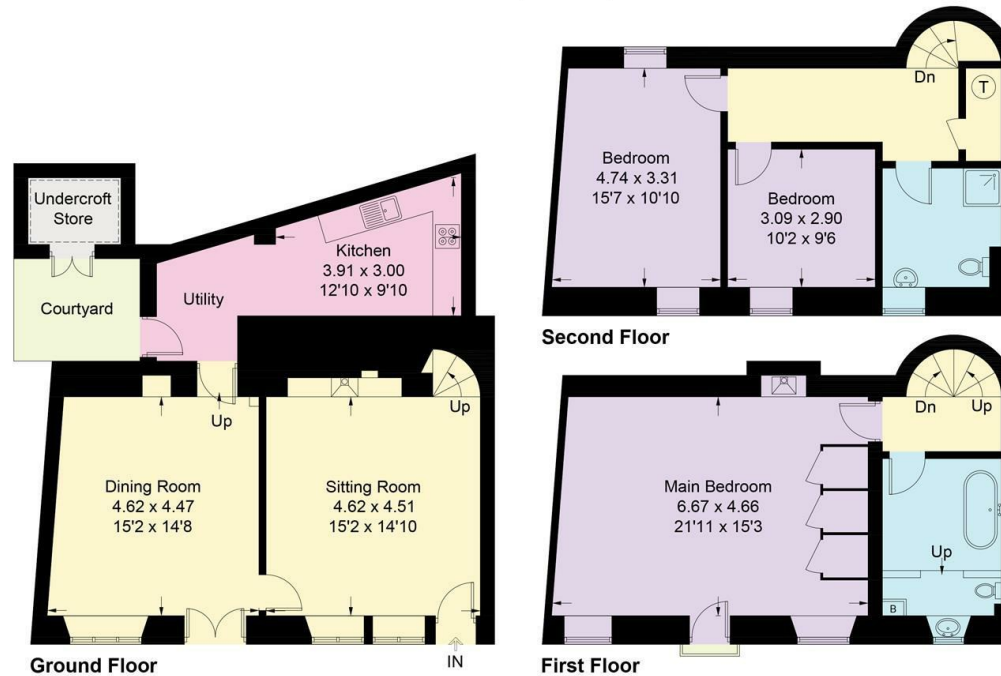 Undercroft
Store
Courtyard
Utility
Kitchen
3.91 x 3.00
12'10 x 9'10
Up
Up
Dining Room
4.62 x 4.47
15'2 x 14'8
Sitting Room
4.62 x 4.51
15'2 x 14'10
IN
Ground Floor
Dn
T
Bedroom
4.74 x 3.31
15'7 x 10'10
Bedroom
3.09 x 2.90
10'2 x 9'6
Second Floor
Dn
Up
Main Bedroom
6.67 x 4.66
21'11 x 15'3
Up
B
First Floor